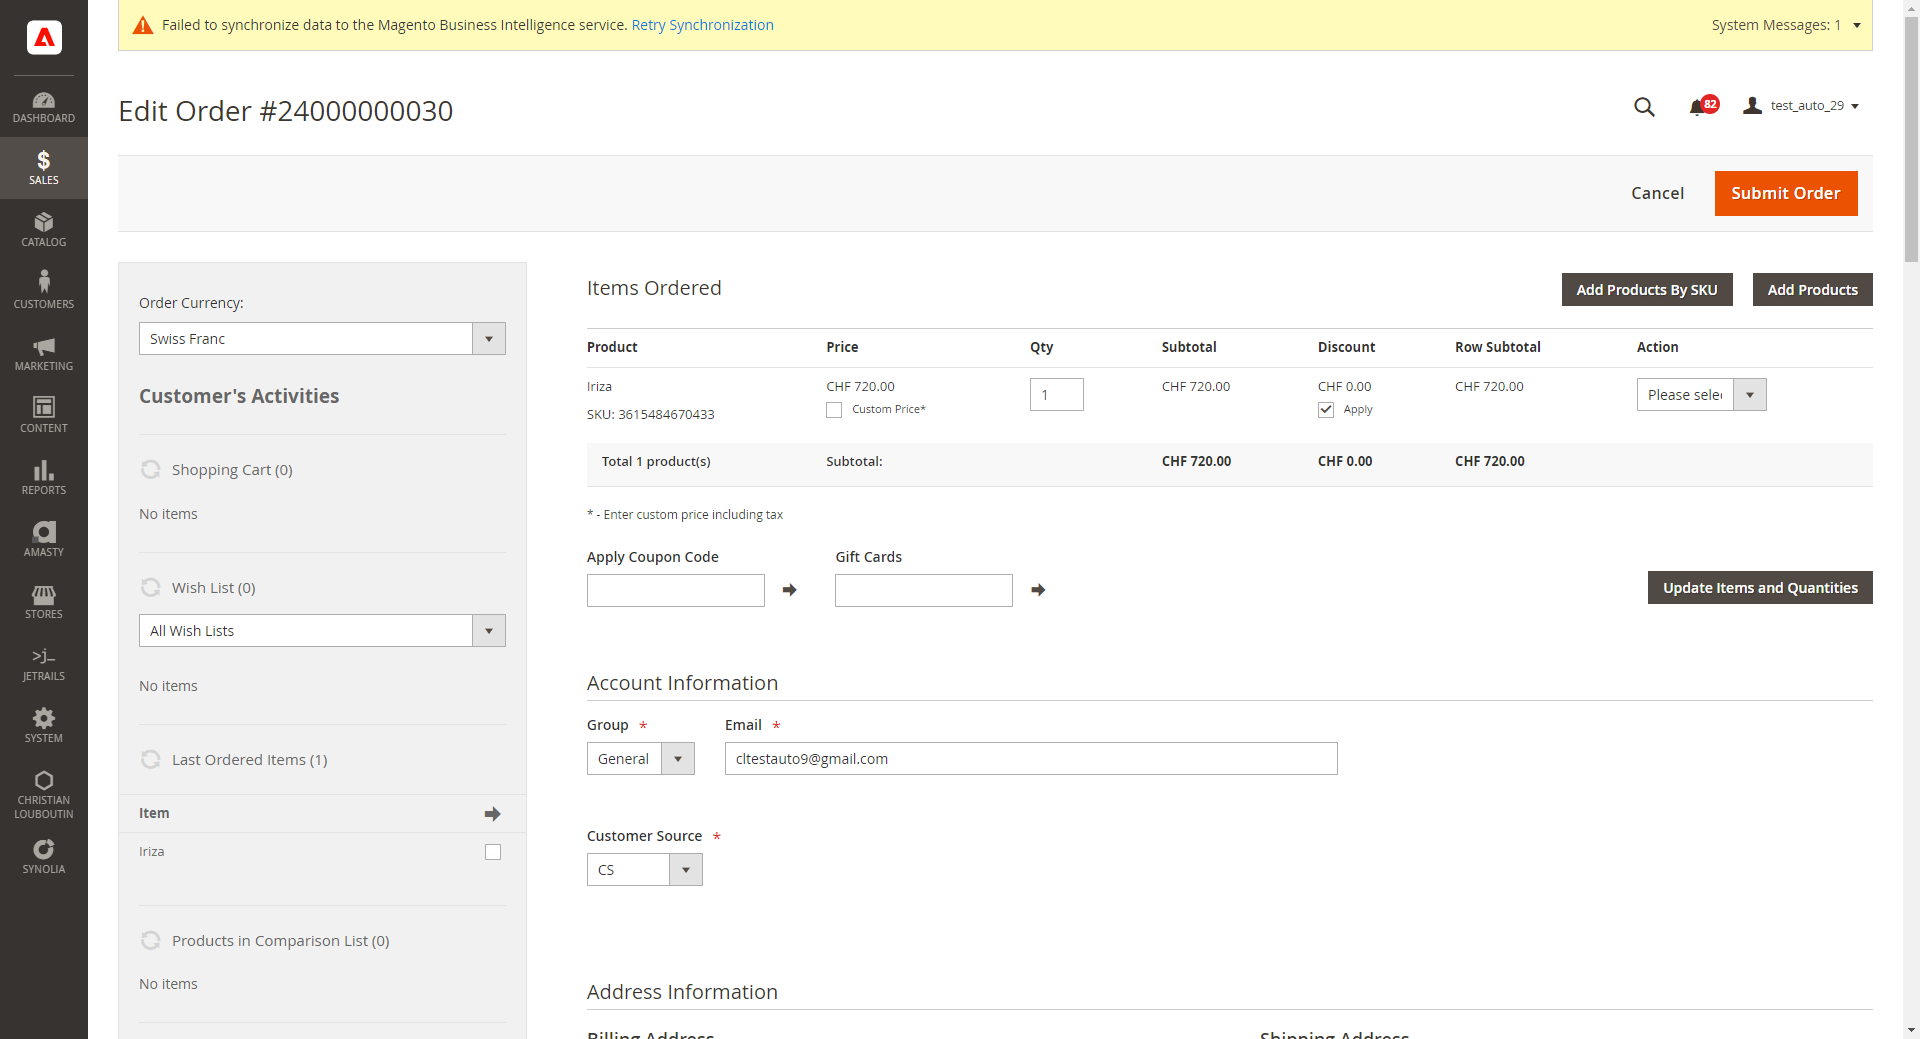 Failed to synchronize data to the Magento Business Intelligence service. Retry Synchronization
System Messages: 1
Edit Order #24000000030
82
test_auto_29
Cancel
Submit Order
DASHBOARD
$
SALES
CATALOG
CUSTOMERS
MARKETING
CONTENT
REPORTS
AMASTY
STORES
>j_
JETRAILS
SYSTEM
CHRISTIAN
LOUBOUTIN
SYNOLIA
Order Currency:
Swiss Franc
Customer's Activities
Shopping Cart (0)
No items
Wish List (0)
All Wish Lists
No items
Last Ordered Items (1)
Item
Iriza
Products in Comparison List (0)
No items
Items Ordered
Add Products By SKU
Add Products
Product Price Qty Subtotal Discount Row Subtotal Action
Iriza CHF 720.00 1 CHF 720.00 CHF 0.00 CHF 720.00 Please selec
Custom Price* Apply
SKU: 3615484670433
Total 1 product(s) Subtotal: CHF 720.00 CHF 0.00 CHF 720.00
* - Enter custom price including tax
Apply Coupon Code Gift Cards
Update Items and Quantities
Account Information
Group * Email *
General cltestauto9@gmail.com
Customer Source *
CS
Address Information
Billing Address Shipping Address